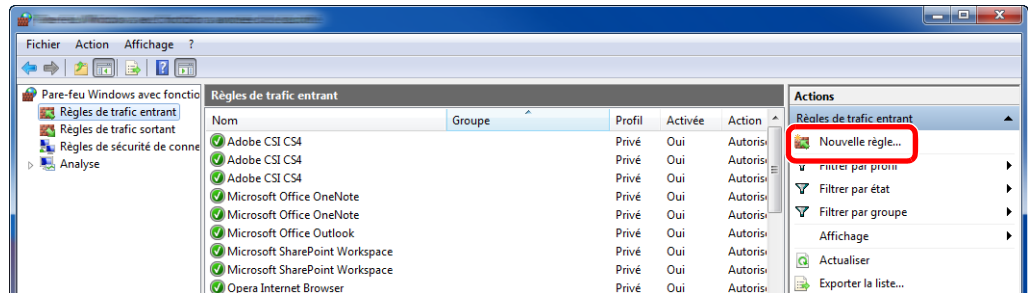 Fichier Action Affichage ?
Pare-feu Windows avec fonctio
Règles de trafic entrant
Règles de trafic sortant
Règles de sécurité de conne
Analyse
Règles de trafic entrant
Nom Groupe Profil Activée Action
Adobe CSI CS4 Privé Oui Autoris
Adobe CSI CS4 Privé Oui Autoris
Adobe CSI CS4 Privé Oui Autoris
Microsoft Office OneNote Privé Oui Autoris
Microsoft Office OneNote Privé Oui Autoris
Microsoft Office Outlook Privé Oui Autoris
Microsoft SharePoint Workspace Privé Oui Autoris
Microsoft SharePoint Workspace Privé Oui Autoris
Opera Internet Browser Privé Oui Autoris
Actions
Règles de trafic entrant
Nouvelle règle...
Filtrer par profil
Filtrer par état
Filtrer par groupe
Affichage
Actualiser
Exporter la liste...